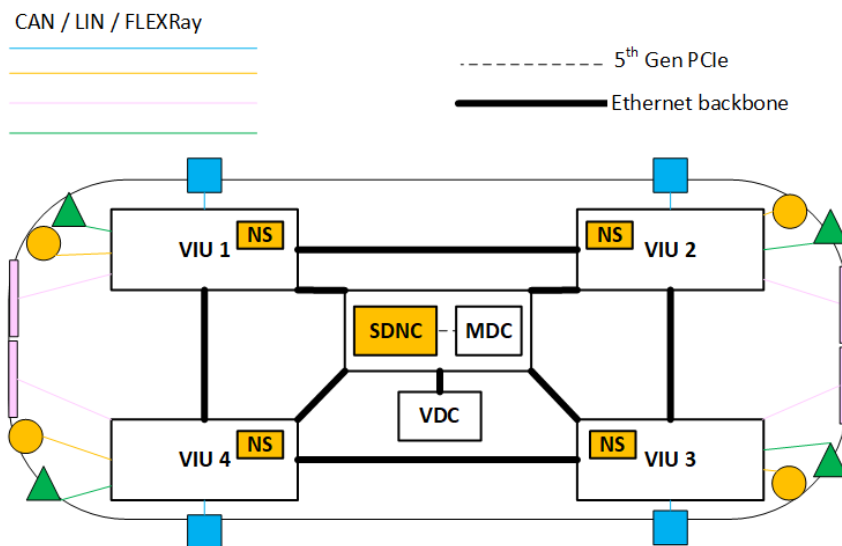 CAN / LIN / FLEXRay
5th Gen PCIe
Ethernet backbone
VIU 1
NS
NS
VIU 2
SDNC
MDC
VDC
VIU 4
NS
NS
VIU 3